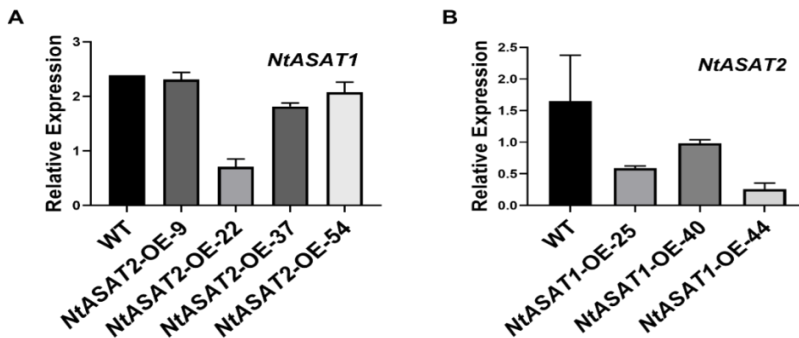 A
Relative Expression
3
2
1
0
NtASAT1
WT
NtASAT2-OE-9
NtASAT2-OE-22
NtASAT2-OE-37
NtASAT2-OE-54
B
Relative Expression
2.5
2.0
1.5
1.0
0.5
0.0
NtASAT2
WT
NtASAT1-OE-25
NtASAT1-OE-40
NtASAT1-OE-44